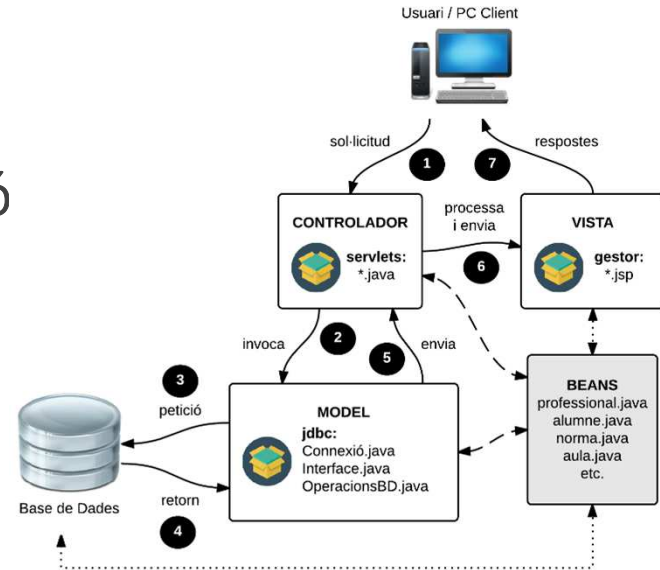 Usuari / PC Client
ó
sol·licitud
1
7
respostes
CONTROLADOR
servlets:
*.java
processa
i envia
6
VISTA
gestor:
*.jsp
invoca
2
5
envia
3
petició
MODEL
jdbc:
Connexió.java
Interface.java
OperacionsBD.java
BEANS
professional.java
alumne.java
norma.java
aula.java
etc.
Base de Dades
retorn
4